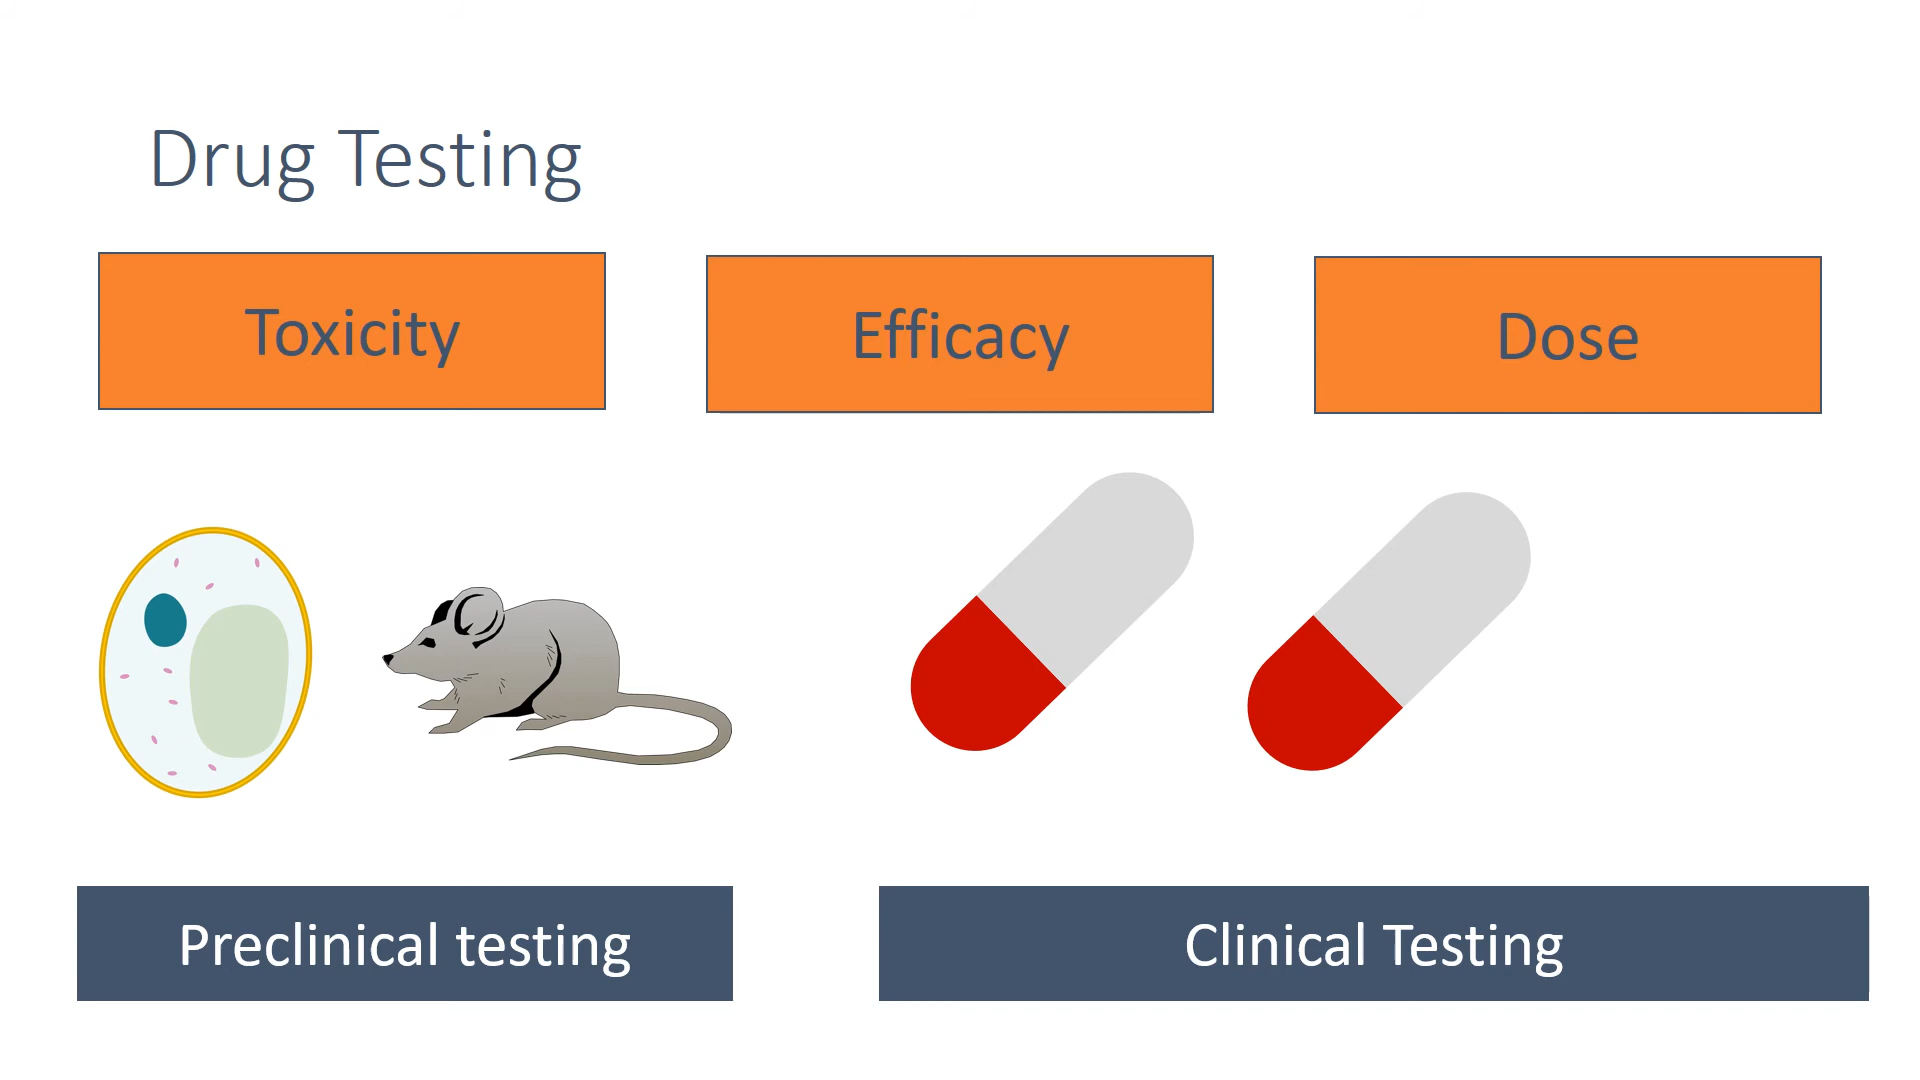 Drug Testing
Toxicity
Efficacy
Dose
Preclinical testing
Clinical Testing